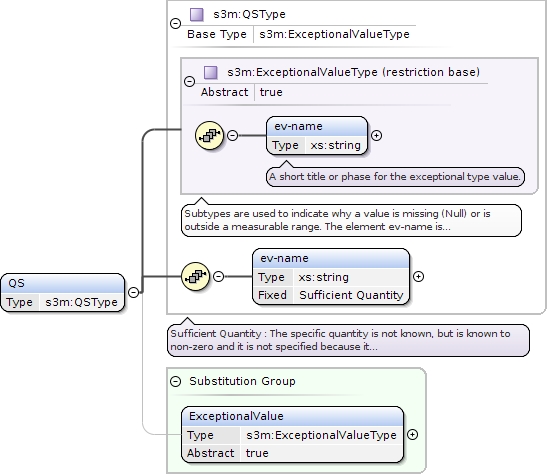 s3m:QSType
Base Type s3m:ExceptionalValueType
s3m:ExceptionalValueType (restriction base)
Abstract true
ev-name
Type xs:string
A short title or phase for the exceptional type value.
Subtypes are used to indicate why a value is missing (Null) or is
outside a measurable range. The element ev-name is...
ev-name
Type xs:string
Fixed Sufficient Quantity
QS
Type s3m:QSType
Sufficient Quantity : The specific quantity is not known, but is known to
non-zero and it is not specified because it...
Substitution Group
ExceptionalValue
Type s3m:ExceptionalValueType
Abstract true